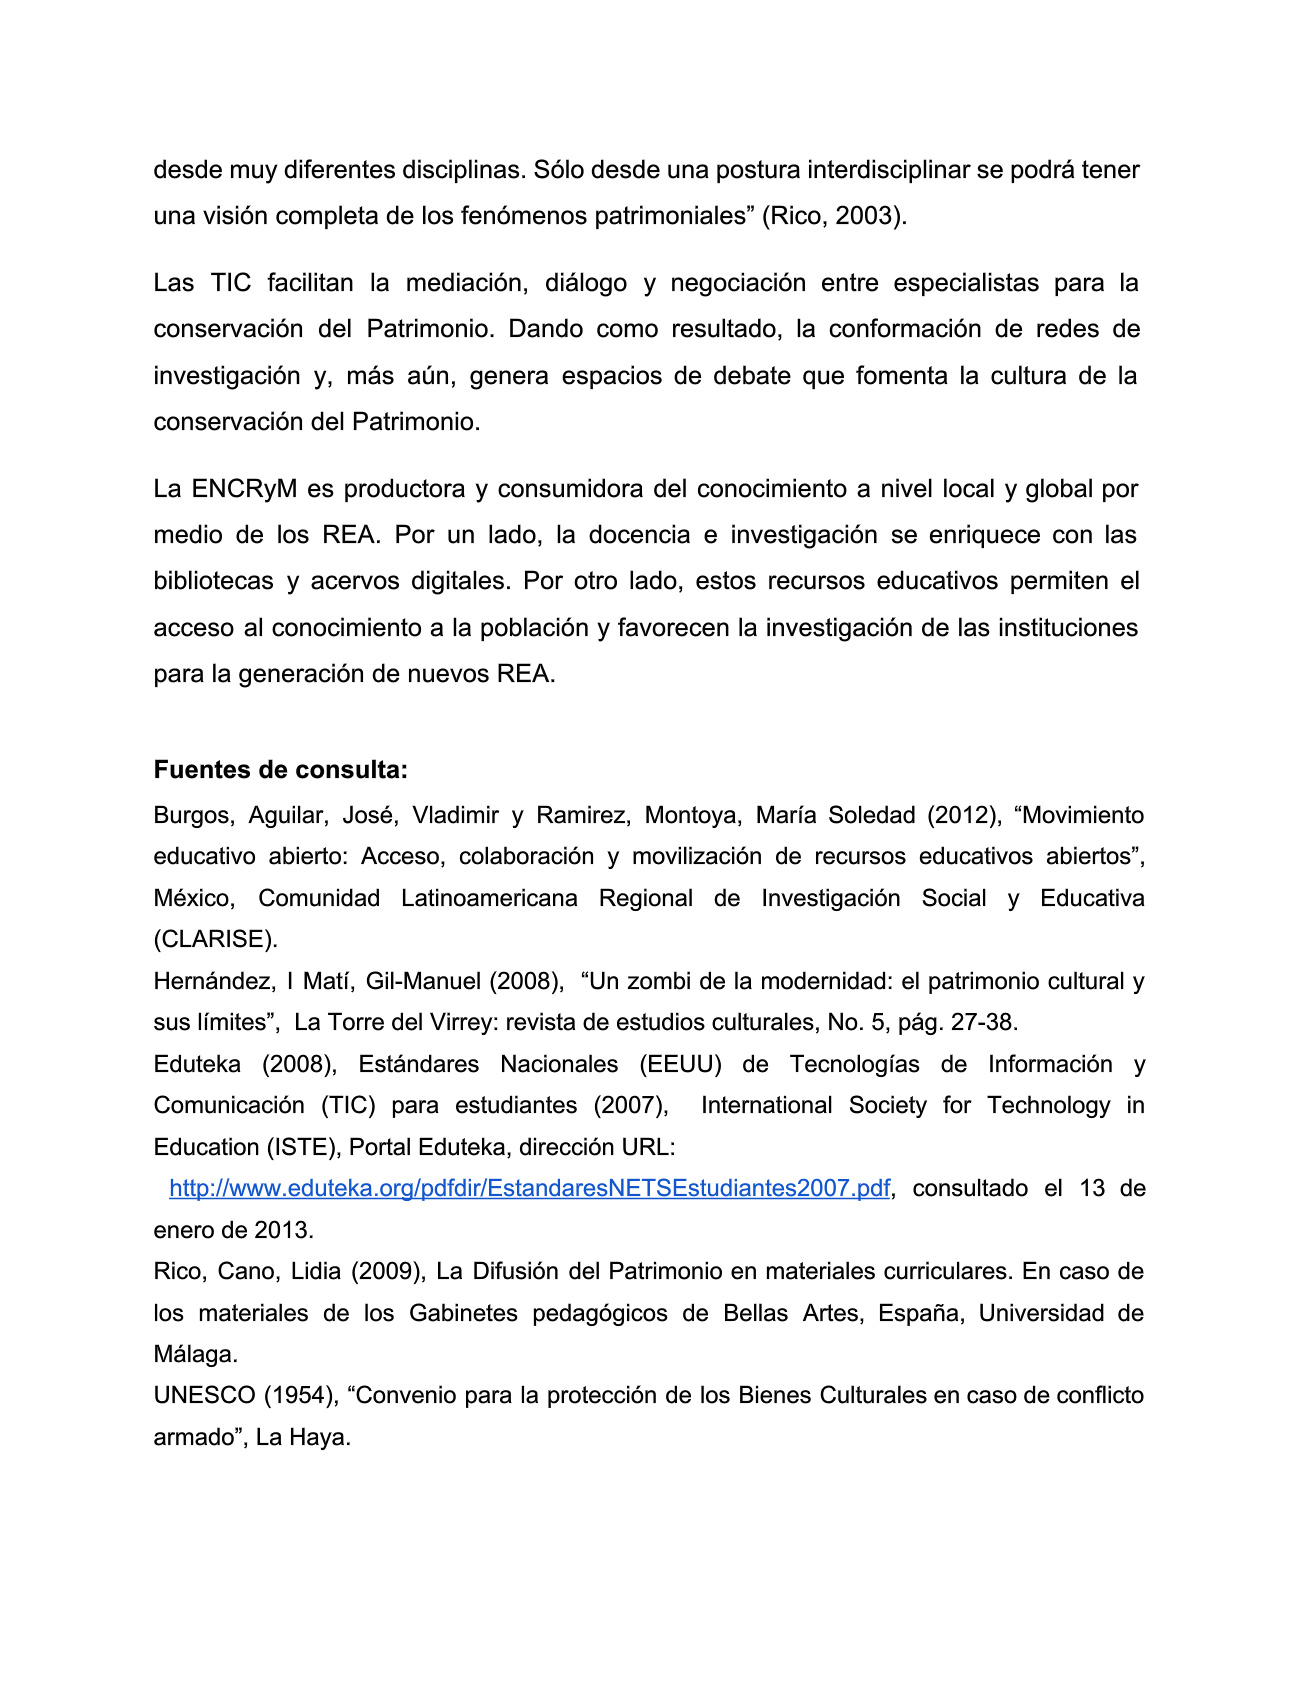 desde muy diferentes disciplinas. Sólo desde una postura interdisciplinar se podrá tener
una visión completa de los fenómenos patrimoniales” (Rico, 2003).
Las TIC facilitan la mediación, diálogo y negociación entre especialistas para la
conservación del Patrimonio. Dando como resultado, la conformación de redes de
investigación y, más aún, genera espacios de debate que fomenta la cultura de la
conservación del Patrimonio.
La ENCRyM es productora y consumidora del conocimiento a nivel local y global por
medio de los REA. Por un lado, la docencia e investigación se enriquece con las
bibliotecas y acervos digitales. Por otro lado, estos recursos educativos permiten el
acceso al conocimiento a la población y favorecen la investigación de las instituciones
para la generación de nuevos REA.
Fuentes de consulta:
Burgos, Aguilar, José, Vladimir y Ramirez, Montoya, María Soledad (2012), “Movimiento
educativo abierto: Acceso, colaboración y movilización de recursos educativos abiertos”,
México, Comunidad Latinoamericana Regional de Investigación Social y Educativa
(CLARISE).
Hernández, I Matí, Gil-Manuel (2008), “Un zombi de la modernidad: el patrimonio cultural y
sus límites”, La Torre del Virrey: revista de estudios culturales, No. 5, pág. 27-38.
Eduteka (2008), Estándares Nacionales (EEUU) de Tecnologías de Información y
Comunicación (TIC) para estudiantes (2007), International Society for Technology in
Education (ISTE), Portal Eduteka, dirección URL:
http://www.eduteka.org/pdfdir/EstandaresNETSEstudiantes2007.pdf, consultado el 13 de
enero de 2013.
Rico, Cano, Lidia (2009), La Difusión del Patrimonio en materiales curriculares. En caso de
los materiales de los Gabinetes pedagógicos de Bellas Artes, España, Universidad de
Málaga.
UNESCO (1954), “Convenio para la protección de los Bienes Culturales en caso de conflicto
armado”, La Haya.